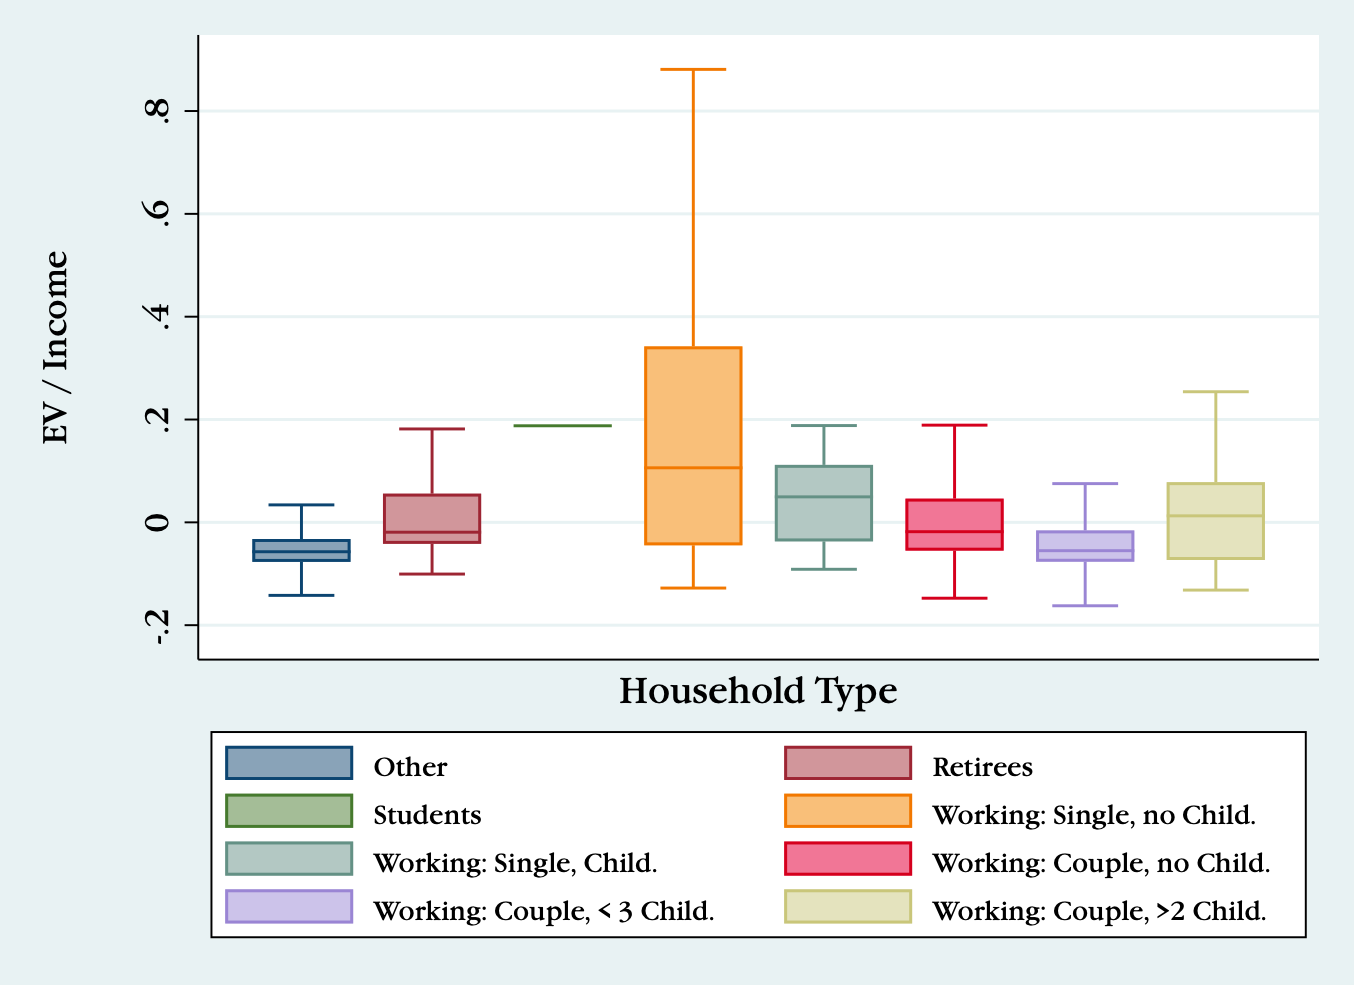 EV / Income
.8
.6
.4
.2
0
-.2
Household Type
Other
Retirees
Students
Working: Single, no Child.
Working: Single, Child.
Working: Couple, no Child.
Working: Couple, < 3 Child.
Working: Couple, >2 Child.